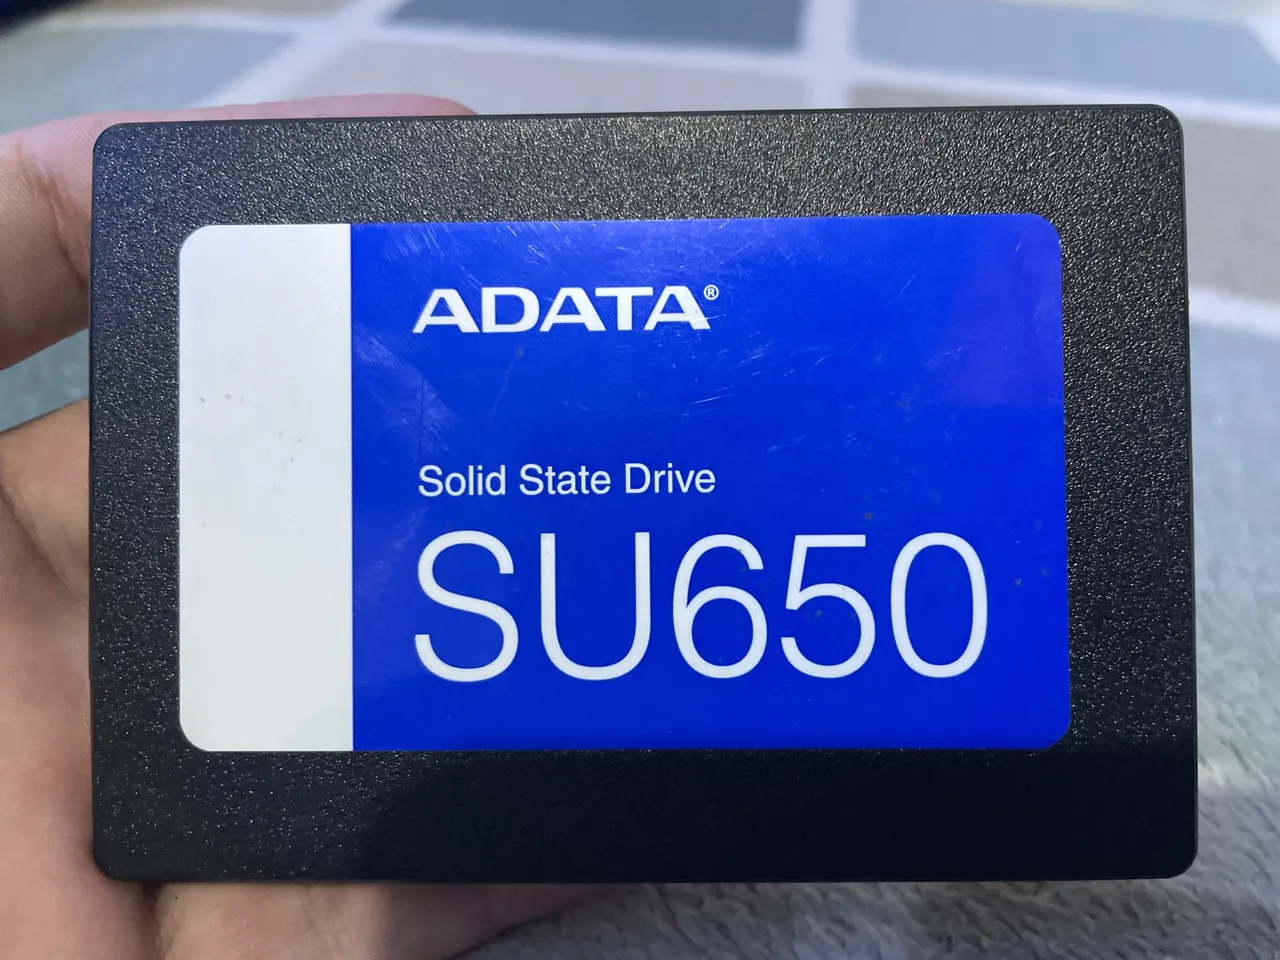 ADATA®
Solid State Drive
SU650